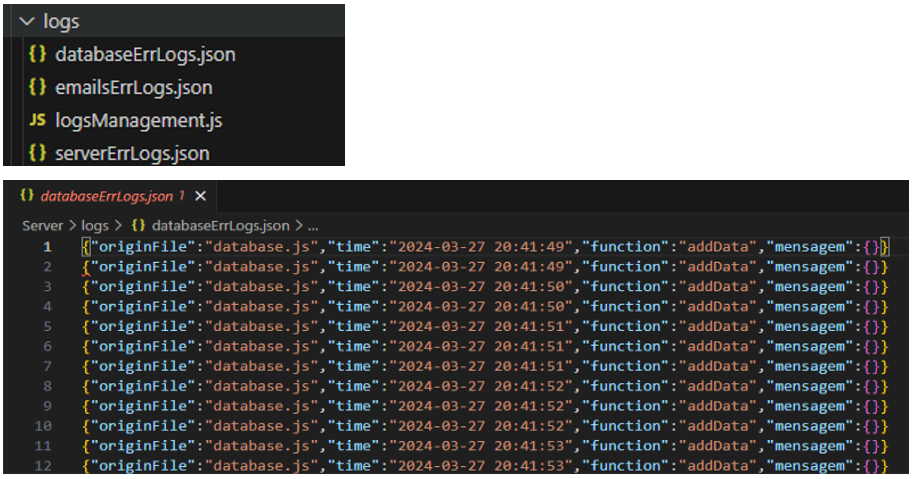 logs
{} databaseErrLogs.json
{} emailsErrLogs.json
JS logsManagement.js
{} serverErrLogs.json
{} databaseErrLogs.json 1 ×
Server > logs > {} databaseErrLogs.json > ...
1 {"originFile":"database.js","time":"2024-03-27 20:41:49","function":"addData","mensagem":{}}
2 {"originFile":"database.js","time":"2024-03-27 20:41:49","function":"addData","mensagem":{}}
3 {"originFile":"database.js","time":"2024-03-27 20:41:50","function":"addData","mensagem":{}}
4 {"originFile":"database.js","time":"2024-03-27 20:41:50","function":"addData","mensagem":{}}
5 {"originFile":"database.js","time":"2024-03-27 20:41:51","function":"addData","mensagem":{}}
6 {"originFile":"database.js","time":"2024-03-27 20:41:51","function":"addData","mensagem":{}}
7 {"originFile":"database.js","time":"2024-03-27 20:41:51","function":"addData","mensagem":{}}
8 {"originFile":"database.js","time":"2024-03-27 20:41:52","function":"addData","mensagem":{}}
9 {"originFile":"database.js","time":"2024-03-27 20:41:52","function":"addData","mensagem":{}}
10 {"originFile":"database.js","time":"2024-03-27 20:41:52","function":"addData","mensagem":{}}
11 {"originFile":"database.js","time":"2024-03-27 20:41:53","function":"addData","mensagem":{}}
12 {"originFile":"database.js","time":"2024-03-27 20:41:53","function":"addData","mensagem":{}}